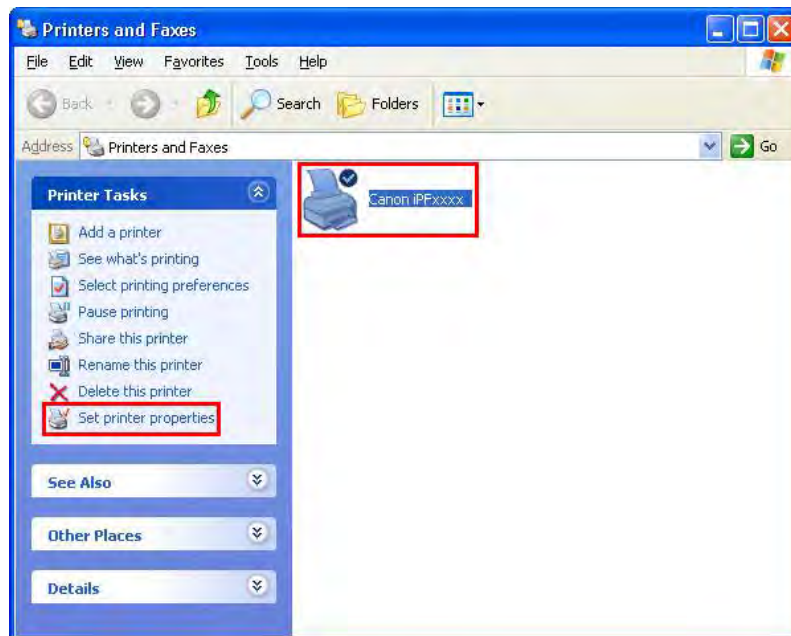 Printers and Faxes
File Edit View Favorites Tools Help
Back Search Folders
Address Printers and Faxes Go
Printer Tasks
Canon iPFxxxx
Add a printer
See what's printing
Select printing preferences
Pause printing
Share this printer
Rename this printer
Delete this printer
Set printer properties
See Also
Other Places
Details